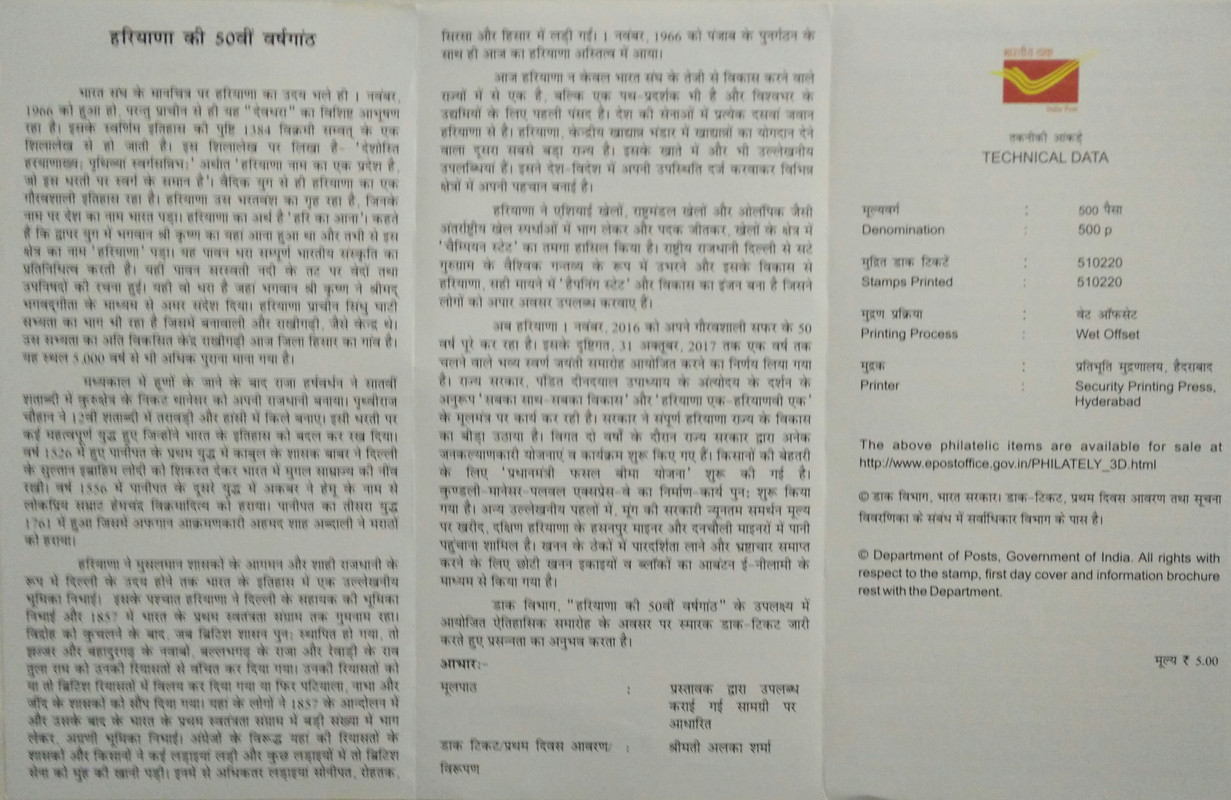 हरियाणा की 50वीं वर्षगांठ
भारत संघ के मानचित्र पर हरियाणा का उदय भले ही 1 नवंबर,
1966 को हुआ हो, परन्तु प्राचीन से ही यह "देवधरा" का विशिष्ट आभूषण
रहा है। इसके स्वर्णिम इतिहास की पुष्टि 1384 विक्रमी सम्वत् के एक
शिलालेख से हो जाती है। इस शिलालेख पर लिखा है- 'देशोस्ति
हरयाणाख्यः पृथिव्यां स्वर्गसन्निभः' अर्थात 'हरियाणा नाम का एक प्रदेश है,
जो इस धरती पर स्वर्ग के समान है'। वैदिक युग से ही हरियाणा का एक
गौरवशाली इतिहास रहा है। हरियाणा उस भरतवंश का गृह रहा है, जिनके
नाम पर देश का नाम भारत पड़ा। हरियाणा का अर्थ है 'हरि का आना'। कहते
हैं कि द्वापर युग में भगवान श्री कृष्ण का यहां आना हुआ था और तभी से इस
क्षेत्र का नाम 'हरियाणा' पड़ा। यह पावन धरा सम्पूर्ण भारतीय संस्कृति का
प्रतिनिधित्व करती है। यहीं पावन सरस्वती नदी के तट पर वेदों तथा
उपनिषदों की रचना हुई। यही वो धरा है जहां भगवान श्री कृष्ण ने श्रीमद्
भगवद्गीता के माध्यम से अमर संदेश दिया। हरियाणा प्राचीन सिंधु घाटी
सभ्यता का भाग भी रहा है जिसमें बनावाली और राखीगढ़ी, जैसे केन्द्र थे।
उस सभ्यता का अति विकसित केंद्र राखीगढ़ी आज जिला हिसार का गांव है।
यह स्थल 5,000 वर्ष से भी अधिक पुराना माना गया है।
मध्यकाल में हूणों के जाने के बाद राजा हर्षवर्धन ने सातवीं
शताब्दी में कुरुक्षेत्र के निकट थानेसर को अपनी राजधानी बनाया। पृथ्वीराज
चौहान ने 12वीं शताब्दी में तरावड़ी और हांसी में किले बनाए। इसी धरती पर
कई महत्वपूर्ण युद्ध हुए जिन्होंने भारत के इतिहास को बदल कर रख दिया।
वर्ष 1526 में हुए पानीपत के प्रथम युद्ध में काबुल के शासक बाबर ने दिल्ली
के सुल्तान इब्राहिम लोदी को शिकस्त देकर भारत में मुगल साम्राज्य की नींव
रखी। वर्ष 1556 में पानीपत के दूसरे युद्ध में अकबर ने हेमू के नाम से
लोकप्रिय सम्राट हेमचंद्र विक्रमादित्य को हराया। पानीपत का तीसरा युद्ध
1761 में हुआ जिसमें अफगान आक्रमणकारी अहमद शाह अब्दाली ने मराठों
को हराया।
हरियाणा ने मुसलमान शासकों के आगमन और शाही राजधानी के
रूप में दिल्ली के उदय होने तक भारत के इतिहास में एक उल्लेखनीय
भूमिका निभाई। इसके पश्चात हरियाणा ने दिल्ली के सहायक की भूमिका
निभाई और 1857 में भारत के प्रथम स्वतंत्रता संग्राम तक गुमनाम रहा।
विद्रोह को कुचलने के बाद, जब ब्रिटिश शासन पुनः स्थापित हो गया, तो
झज्जर और बहादुरगढ़ के नवाबों, बल्लभगढ़ के राजा और रेवाड़ी के राव
तुला राम को उनकी रियासतों से वंचित कर दिया गया। उनकी रियासतों को
या तो ब्रिटिश रियासतों में विलय कर दिया गया या फिर पटियाला, नाभा और
जींद के शासकों को सौंप दिया गया। यहां के लोगों ने 1857 के आन्दोलन में
और उसके बाद के भारत के प्रथम स्वतंत्रता संग्राम में बड़ी संख्या में भाग
लेकर, अग्रणी भूमिका निभाई। अंग्रेजों के विरूद्ध यहां की रियासतों के
शासकों और किसानों ने कई लड़ाइयां लड़ीं और कुछ लड़ाइयों में तो ब्रिटिश
सेना को मुंह की खानी पड़ी। इनमें से अधिकतर लड़ाइयां सोनीपत, रोहतक,
सिरसा और हिसार में लड़ी गईं। 1 नवंबर, 1966 को पंजाब के पुनर्गठन के
साथ ही आज का हरियाणा अस्तित्व में आया।
आज हरियाणा न केवल भारत संघ के तेजी से विकास करने वाले
राज्यों में से एक है, बल्कि एक पथ-प्रदर्शक भी है और विश्वभर के
उद्यमियों के लिए पहली पसंद है। देश की सेनाओं में प्रत्येक दसवां जवान
हरियाणा से है। हरियाणा, केन्द्रीय खाद्यान्न भंडार में खाद्यान्नों का योगदान देने
वाला दूसरा सबसे बड़ा राज्य है। इसके खाते में और भी उल्लेखनीय
उपलब्धियां है। इसने देश-विदेश में अपनी उपस्थिति दर्ज करवाकर विभिन्न
क्षेत्रों में अपनी पहचान बनाई है।
हरियाणा ने एशियाई खेलों, राष्ट्रमंडल खेलों और ओलंपिक जैसी
अंतर्राष्ट्रीय खेल स्पर्धाओं में भाग लेकर और पदक जीतकर, खेलों के क्षेत्र में
'चैम्पियन स्टेट' का तमगा हासिल किया है। राष्ट्रीय राजधानी दिल्ली से सटे
गुरुग्राम के वैश्विक गन्तव्य के रूप में उभरने और इसके विकास से
हरियाणा, सही मायने में 'हैपनिंग स्टेट' और विकास का इंजन बना है जिसने
लोगों को अपार अवसर उपलब्ध करवाए है।
अब हरियाणा 1 नवंबर, 2016 को अपने गौरवशाली सफर के 50
वर्ष पूरे कर रहा है। इसके दृष्टिगत, 31 अक्तूबर, 2017 तक एक वर्ष तक
चलने वाले भव्य स्वर्ण जयंती समारोह आयोजित करने का निर्णय लिया गया
है। राज्य सरकार, पंडित दीनदयाल उपाध्याय के अंत्योदय के दर्शन के
अनुरूप 'सबका साथ-सबका विकास' और 'हरियाणा एक-हरियाणवी एक'
के मूलमंत्र पर कार्य कर रही है। सरकार ने संपूर्ण हरियाणा राज्य के विकास
का बीड़ा उठाया है। विगत दो वर्षों के दौरान राज्य सरकार द्वारा अनेक
जनकल्याणकारी योजनाएं व कार्यक्रम शुरू किए गए हैं। किसानों की बेहतरी
के लिए 'प्रधानमंत्री फसल बीमा योजना' शुरू की गई है।
कुण्डली-मानेसर-पलवल एक्सप्रेस-वे का निर्माण-कार्य पुनः शुरू किया
गया है। अन्य उल्लेखनीय पहलों में, मूंग की सरकारी न्यूनतम समर्थन मूल्य
पर खरीद, दक्षिण हरियाणा के हसनपुर माइनर और दनचौली माइनरों में पानी
पहुंचाना शामिल है। खनन के ठेकों में पारदर्शिता लाने और भ्रष्टाचार समाप्त
करने के लिए छोटी खनन इकाइयों व ब्लॉकों का आबंटन ई-नीलामी के
माध्यम से किया गया है।
डाक विभाग, "हरियाणा की 50वीं वर्षगांठ" के उपलक्ष्य में
आयोजित ऐतिहासिक समारोह के अवसर पर स्मारक डाक-टिकट जारी
करते हुए प्रसन्नता का अनुभव करता है।
आभारः-
मूलपाठ : प्रस्तावक द्वारा उपलब्ध
कराई गई सामग्री पर
आधारित
डाक टिकट/प्रथम दिवस आवरण/ : श्रीमती अलका शर्मा
विरूपण
भारतीय डाक
India Post
तकनीकी आंकड़े
TECHNICAL DATA
मूल्यवर्ग : 500 पैसा
Denomination : 500 p
मुद्रित डाक टिकटें : 510220
Stamps Printed : 510220
मुद्रण प्रक्रिया : वेट ऑफसेट
Printing Process : Wet Offset
मुद्रक : प्रतिभूति मुद्रणालय, हैदराबाद
Printer : Security Printing Press,
Hyderabad
The above philatelic items are available for sale at
http://www.epostoffice.gov.in/PHILATELY_3D.html
© डाक विभाग, भारत सरकार। डाक-टिकट, प्रथम दिवस आवरण तथा सूचना
विवरणिका के संबंध में सर्वाधिकार विभाग के पास है।
© Department of Posts, Government of India. All rights with
respect to the stamp, first day cover and information brochure
rest with the Department.
मूल्य ₹ 5.00